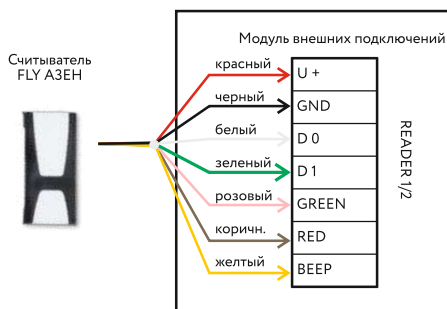 Модуль внешних подключений
Считыватель
FLY A3EH
красный
U +
черный
GND
белый
D 0
зеленый
D 1
розовый
GREEN
коричн.
RED
желтый
BEEP
READER 1/2